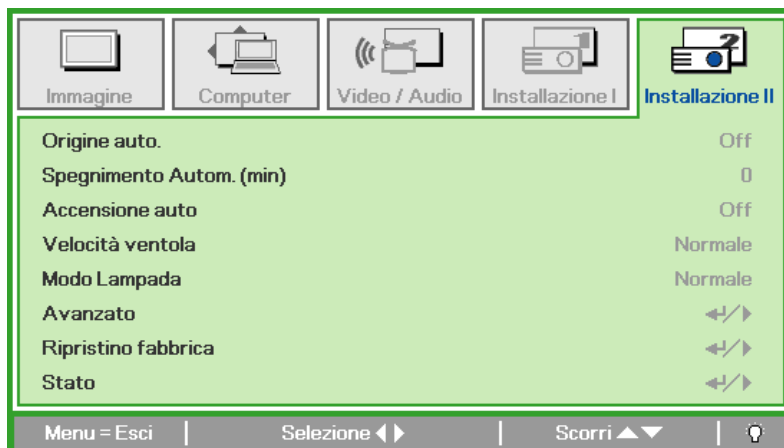 Immagine
Computer
Video / Audio
Installazione I
Installazione II
Origine auto. Off
Spegnimento Autom. (min) 0
Accensione auto Off
Velocità ventola Normale
Modo Lampada Normale
Avanzato
Ripristino fabbrica
Stato
Menu = Esci Selezione Scorri